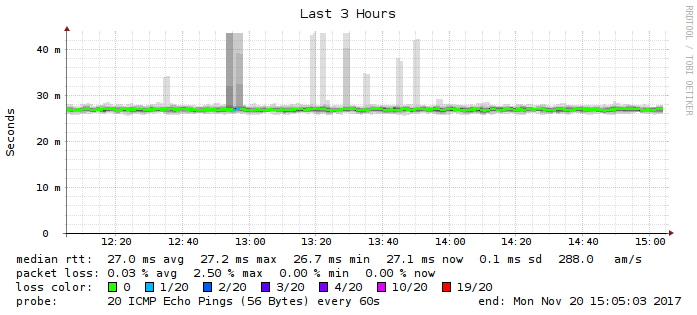 Last 3 Hours
RRDTOOL / TOBI OETIKER
Seconds
40 m
30 m
20 m
10 m
0
12:20 12:40 13:00 13:20 13:40 14:00 14:20 14:40 15:00
median rtt: 27.0 ms avg 27.2 ms max 26.7 ms min 27.1 ms now 0.1 ms sd 288.0 am/s
packet loss: 0.03 % avg 2.50 % max 0.00 % min 0.00 % now
loss color: 0 1/20 2/20 3/20 4/20 10/20 19/20
probe: 20 ICMP Echo Pings (56 Bytes) every 60s end: Mon Nov 20 15:05:03 2017